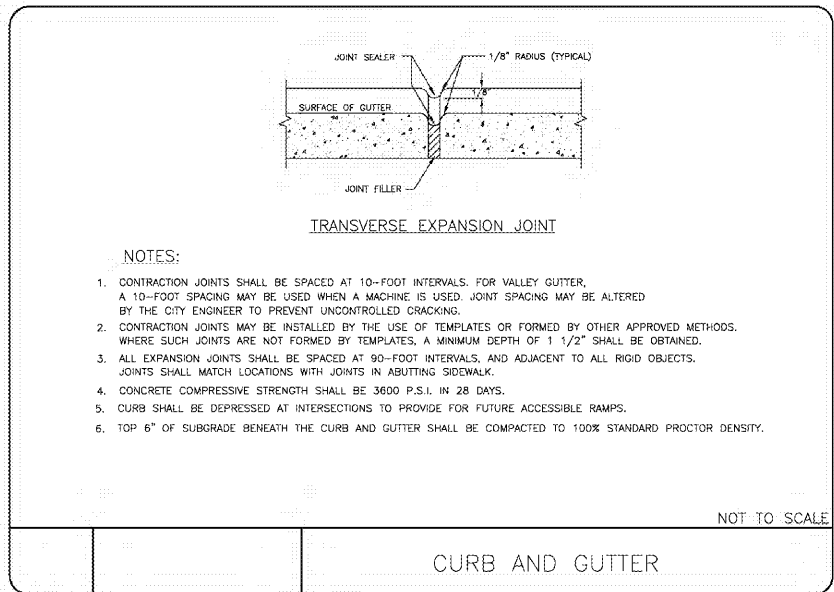 JOINT SEALER
1/8" RADIUS (TYPICAL)
1/8"
SURFACE OF GUTTER
JOINT FILLER
TRANSVERSE EXPANSION JOINT
NOTES:
1. CONTRACTION JOINTS SHALL BE SPACED AT 10-FOOT INTERVALS. FOR VALLEY GUTTER,
A 10-FOOT SPACING MAY BE USED WHEN A MACHINE IS USED. JOINT SPACING MAY BE ALTERED
BY THE CITY ENGINEER TO PREVENT UNCONTROLLED CRACKING.
2. CONTRACTION JOINTS MAY BE INSTALLED BY THE USE OF TEMPLATES OR FORMED BY OTHER APPROVED METHODS.
WHERE SUCH JOINTS ARE NOT FORMED BY TEMPLATES, A MINIMUM DEPTH OF 1 1/2" SHALL BE OBTAINED.
3. ALL EXPANSION JOINTS SHALL BE SPACED AT 90-FOOT INTERVALS, AND ADJACENT TO ALL RIGID OBJECTS.
JOINTS SHALL MATCH LOCATIONS WITH JOINTS IN ABUTTING SIDEWALK.
4. CONCRETE COMPRESSIVE STRENGTH SHALL BE 3600 P.S.I. IN 28 DAYS.
5. CURB SHALL BE DEPRESSED AT INTERSECTIONS TO PROVIDE FOR FUTURE ACCESSIBLE RAMPS.
6. TOP 6" OF SUBGRADE BENEATH THE CURB AND GUTTER SHALL BE COMPACTED TO 100% STANDARD PROCTOR DENSITY.
NOT TO SCALE
CURB AND GUTTER